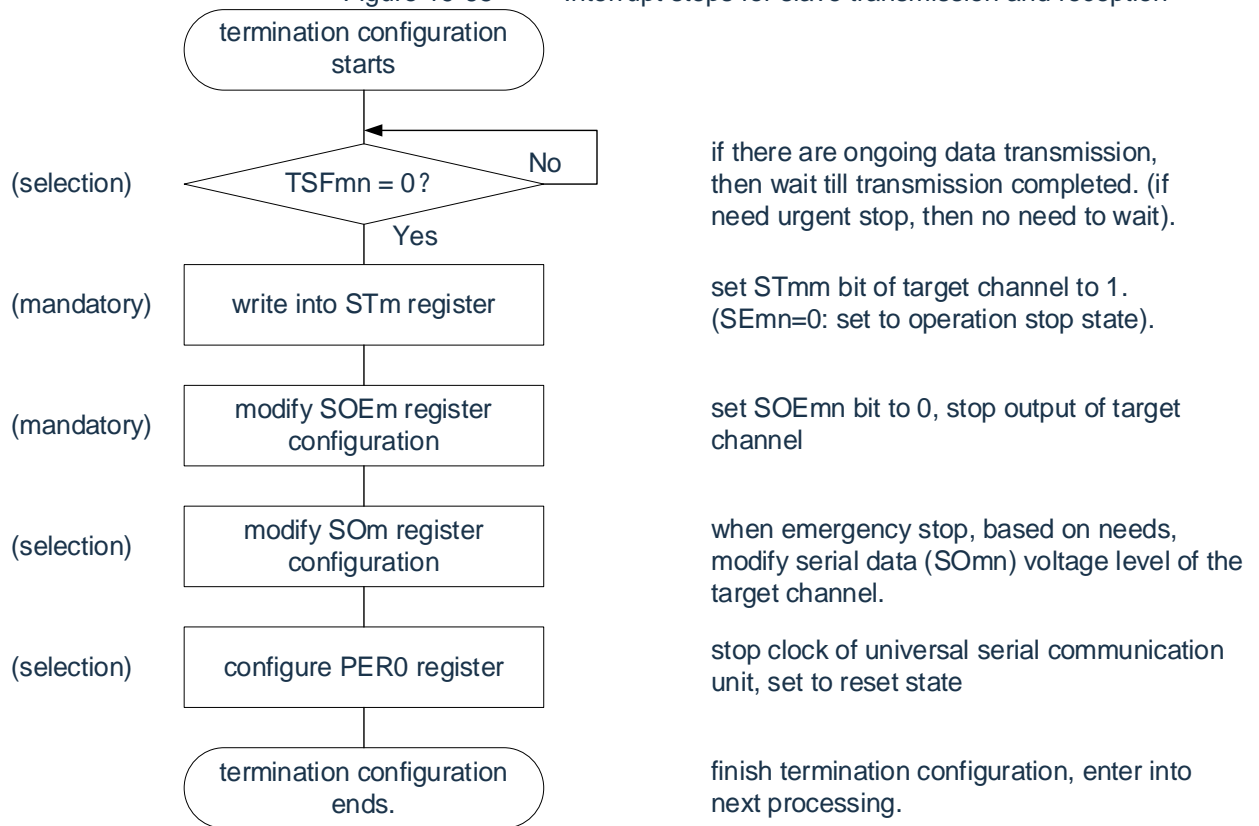 termination configuration
starts
(selection)
TSFmn = 0?
No
Yes
if there are ongoing data transmission,
then wait till transmission completed. (if
need urgent stop, then no need to wait).
(mandatory)
write into STm register
set STmm bit of target channel to 1.
(SEmn=0: set to operation stop state).
(mandatory)
modify SOEm register
configuration
set SOEmn bit to 0, stop output of target
channel
(selection)
modify SOm register
configuration
when emergency stop, based on needs,
modify serial data (SOmn) voltage level of the
target channel.
(selection)
configure PER0 register
stop clock of universal serial communication
unit, set to reset state
termination configuration
ends.
finish termination configuration, enter into
next processing.